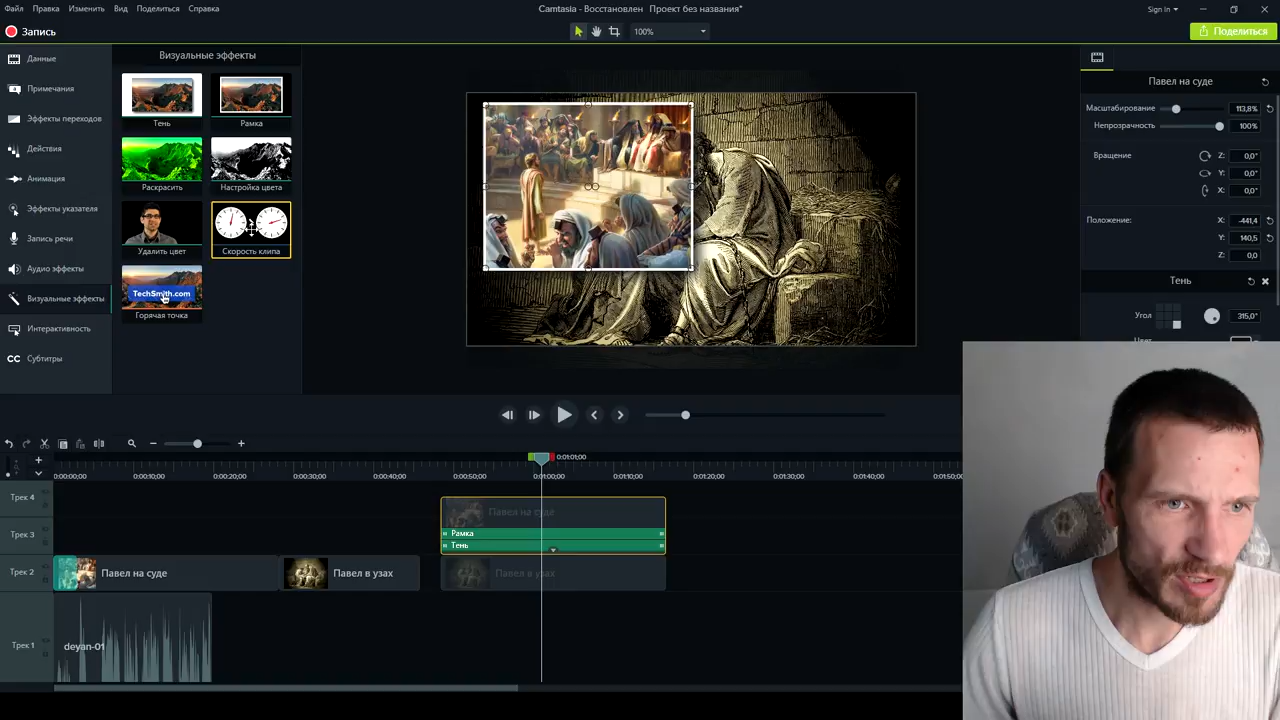 Файл Правка Изменить Вид Поделиться Справка
Camtasia - Восстановлен Проект без названия*
Sign In
Запись
100%
Поделиться
Данные
Примечания
Эффекты переходов
Действия
Анимация
Эффекты указателя
Запись речи
Аудио эффекты
Визуальные эффекты
Интерактивность
CC Субтитры
Визуальные эффекты
Тень
Рамка
Раскрасить
Настройка цвета
Удалить цвет
Скорость клипа
TechSmith.com
Горячая точка
Павел на суде
Масштабирование 113,8%
Непрозрачность 100%
Вращение Z: 0,0°
Y: 0,0°
X: 0,0°
Положение: X: -441,4
Y: 140,5
Z: 0,0
Тень
Угол 315,0°
0:01:01;00
0:00:00;00 0:00:10;00 0:00:20;00 0:00:30;00 0:00:40;00 0:00:50;00 0:01:00;00 0:01:10;00 0:01:20;00 0:01:30;00 0:01:40;00 0:01:50;00
Трек 4
Павел на суде
Трек 3
Рамка
Тень
Трек 2
Павел на суде
Павел в узах
Павел в узах
Трек 1
deyan-01